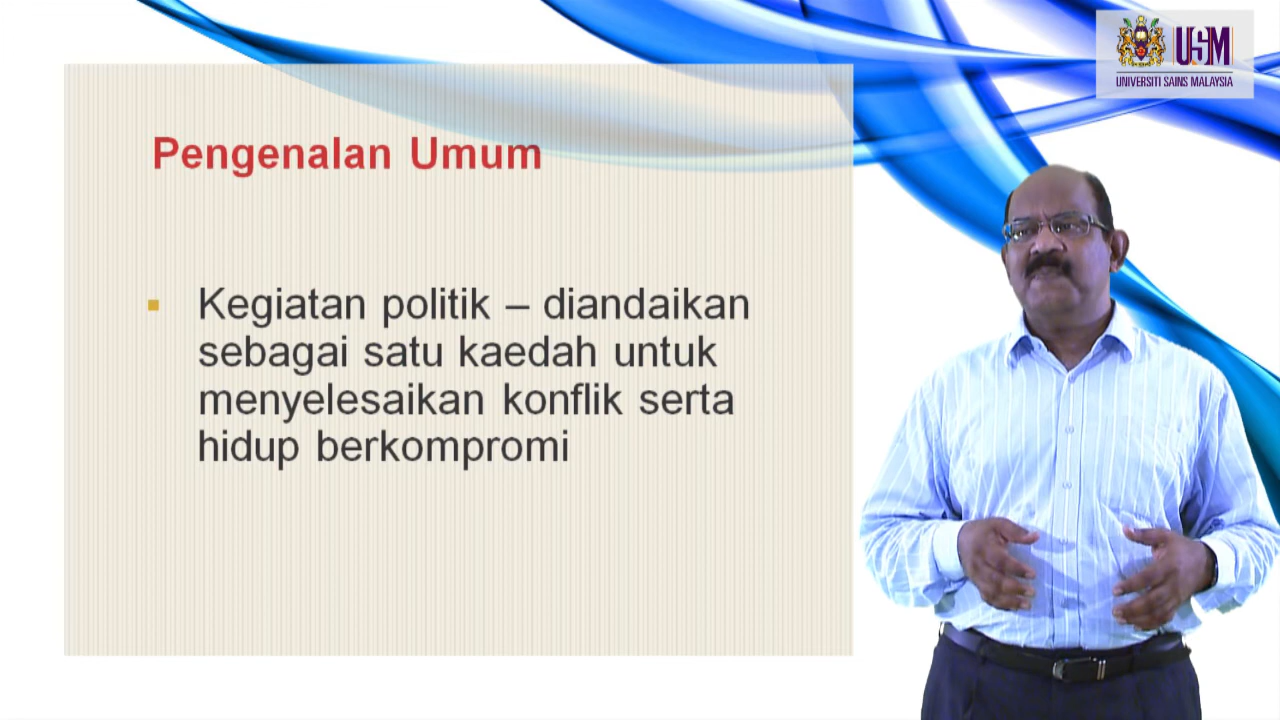 USM
UNIVERSITI SAINS MALAYSIA
Pengenalan Umum
Kegiatan politik – diandaikan
sebagai satu kaedah untuk
menyelesaikan konflik serta
hidup berkompromi